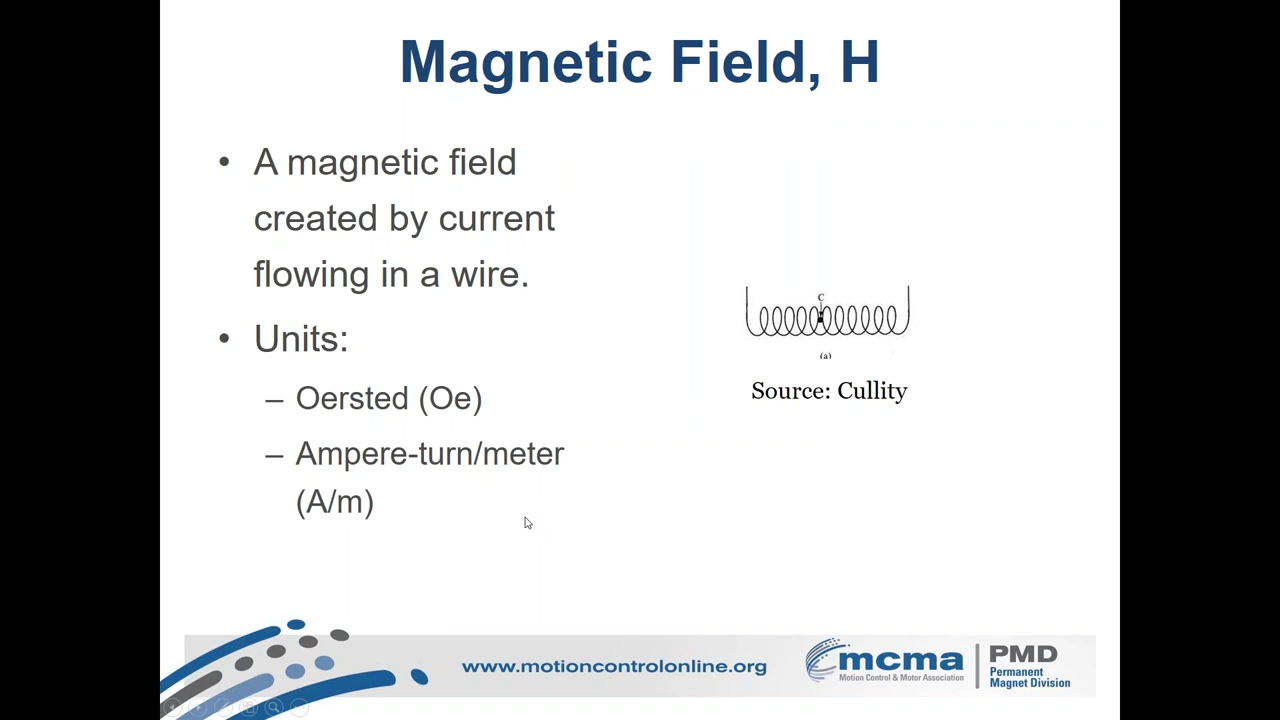 Magnetic Field, H
• A magnetic field
created by current
flowing in a wire.
• Units:
– Oersted (Oe)
– Ampere-turn/meter
(A/m)
C
(a)
Source: Cullity
www.motioncontrolonline.org
mcma
Motion Control & Motor Association
PMD
Permanent
Magnet Division